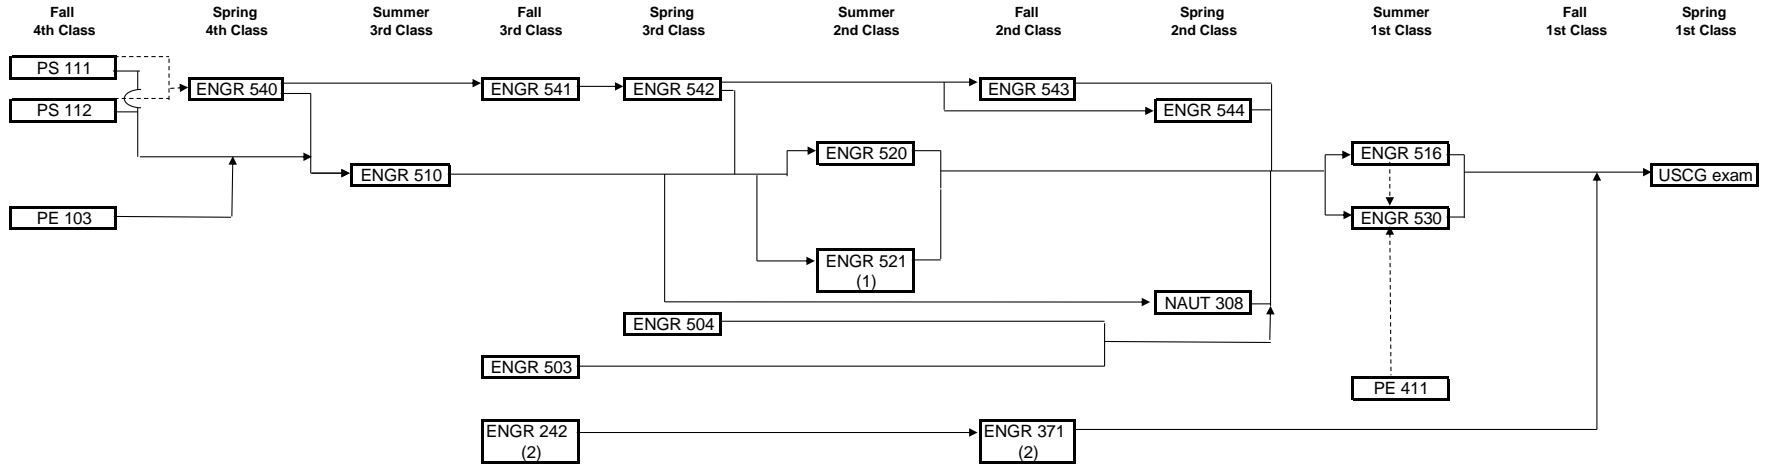 Fall
4th Class
Spring
4th Class
Summer
3rd Class
Fall
3rd Class
Spring
3rd Class
Summer
2nd Class
Fall
2nd Class
Spring
2nd Class
Summer
1st Class
Fall
1st Class
Spring
1st Class
PS 111
ENGR 540
ENGR 541
ENGR 542
ENGR 543
PS 112
ENGR 544
ENGR 520
ENGR 516
ENGR 510
USCG exam
PE 103
ENGR 530
ENGR 521
(1)
NAUT 308
ENGR 504
ENGR 503
PE 411
ENGR 242
(2)
ENGR 371
(2)